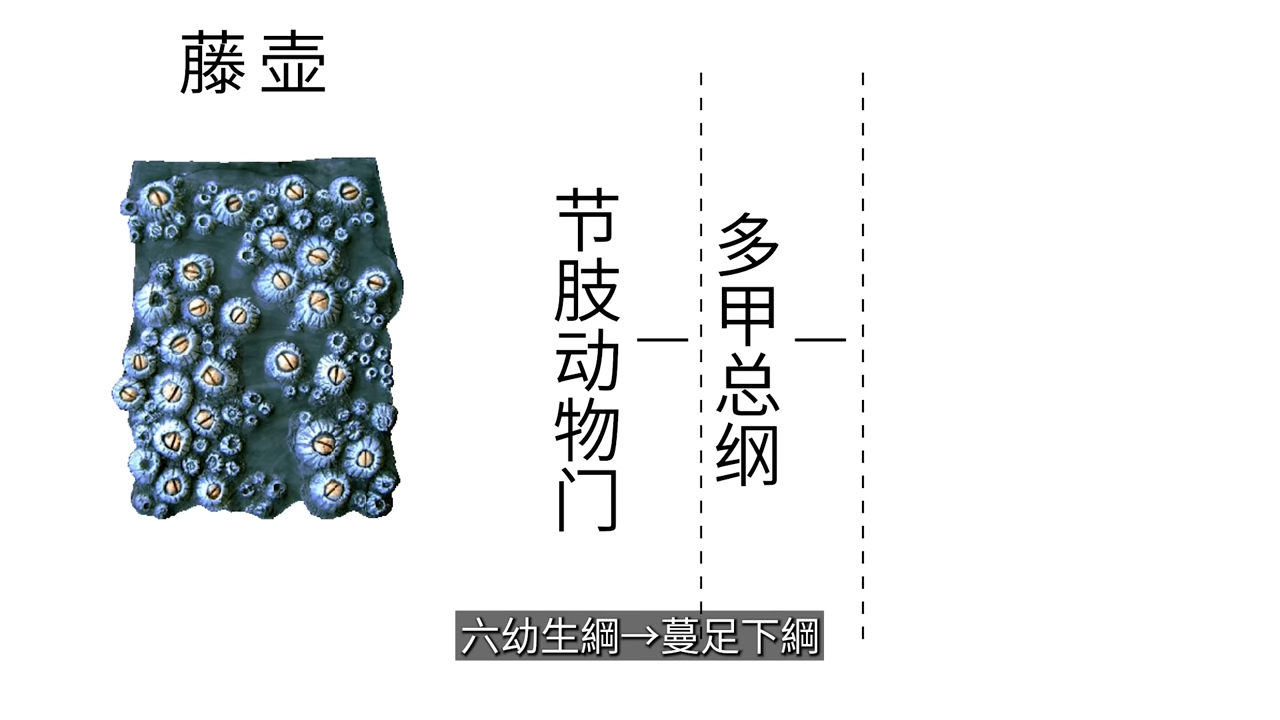 藤壶
节肢动物门
多甲总纲
六幼生綱→蔓足下綱